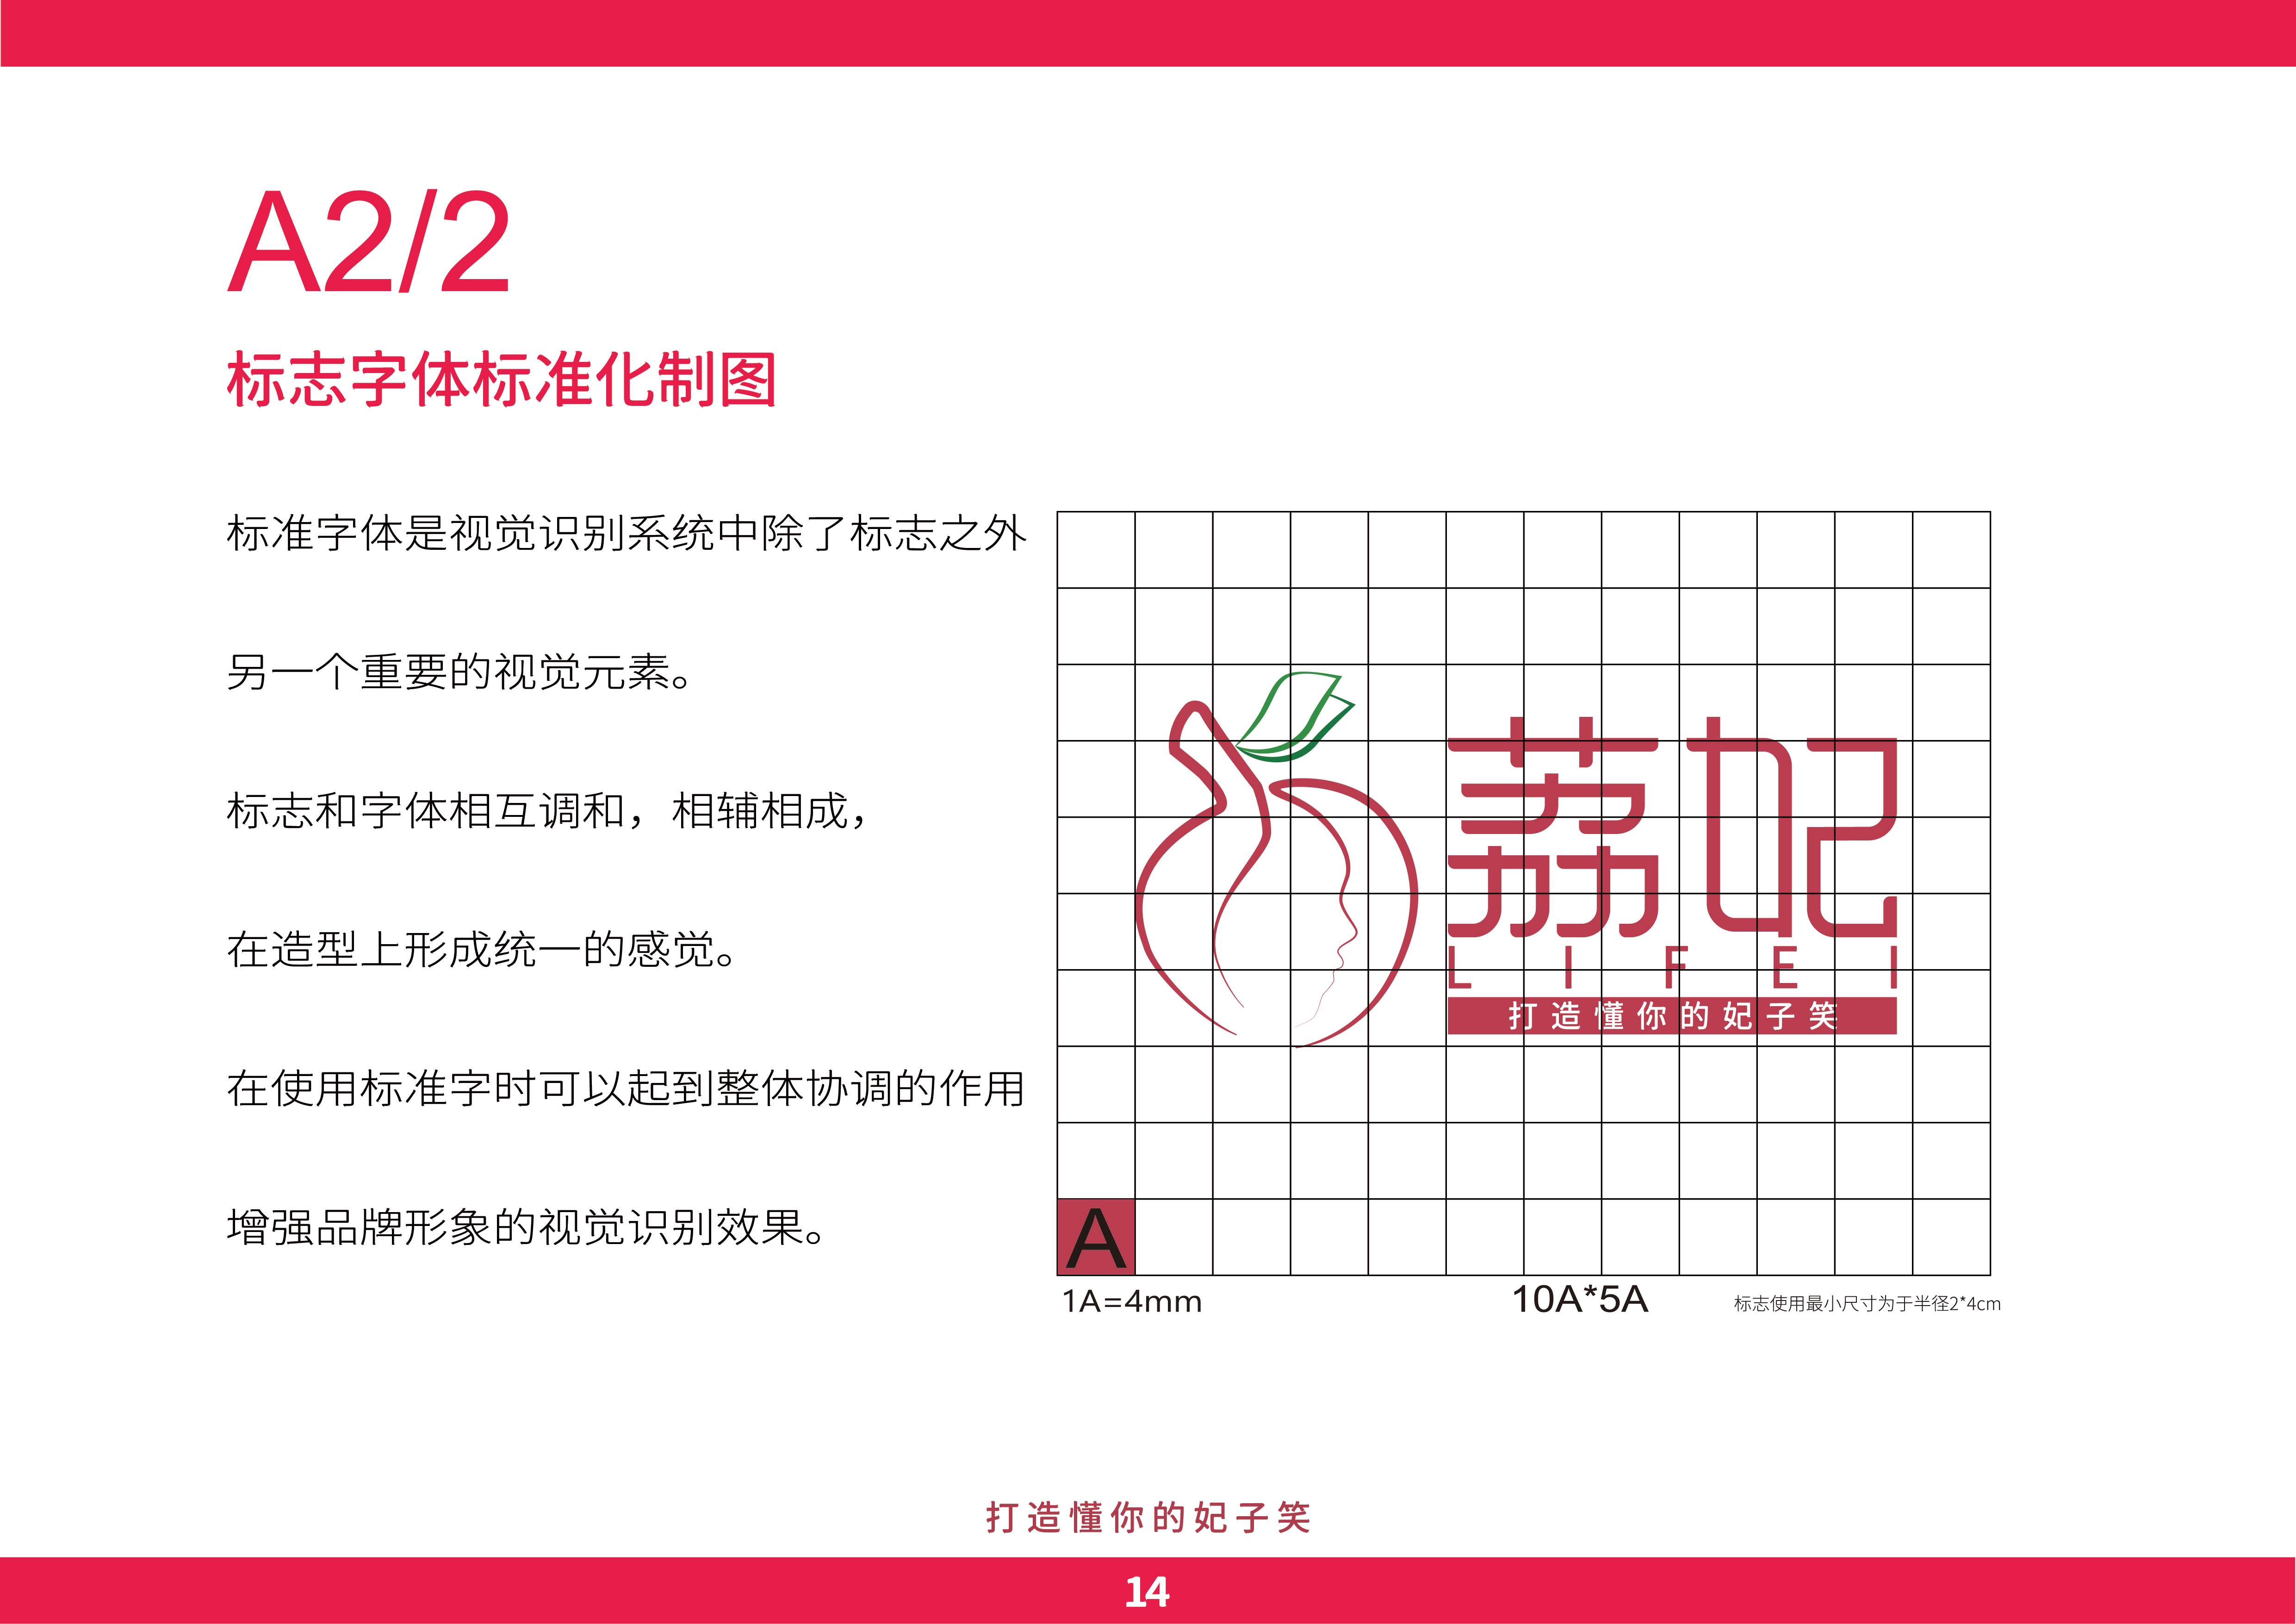 A2/2
标志字体标准化制图
标准字体是视觉识别系统中除了标志之外
另一个重要的视觉元素。
标志和字体相互调和，相辅相成，
在造型上形成统一的感觉。
在使用标准字时可以起到整体协调的作用
增强品牌形象的视觉识别效果。
荔妃
LIFEI
打造懂你的妃子笑
A
1A=4mm
10A*5A
标志使用最小尺寸为于半径2*4cm
打造懂你的妃子笑
14